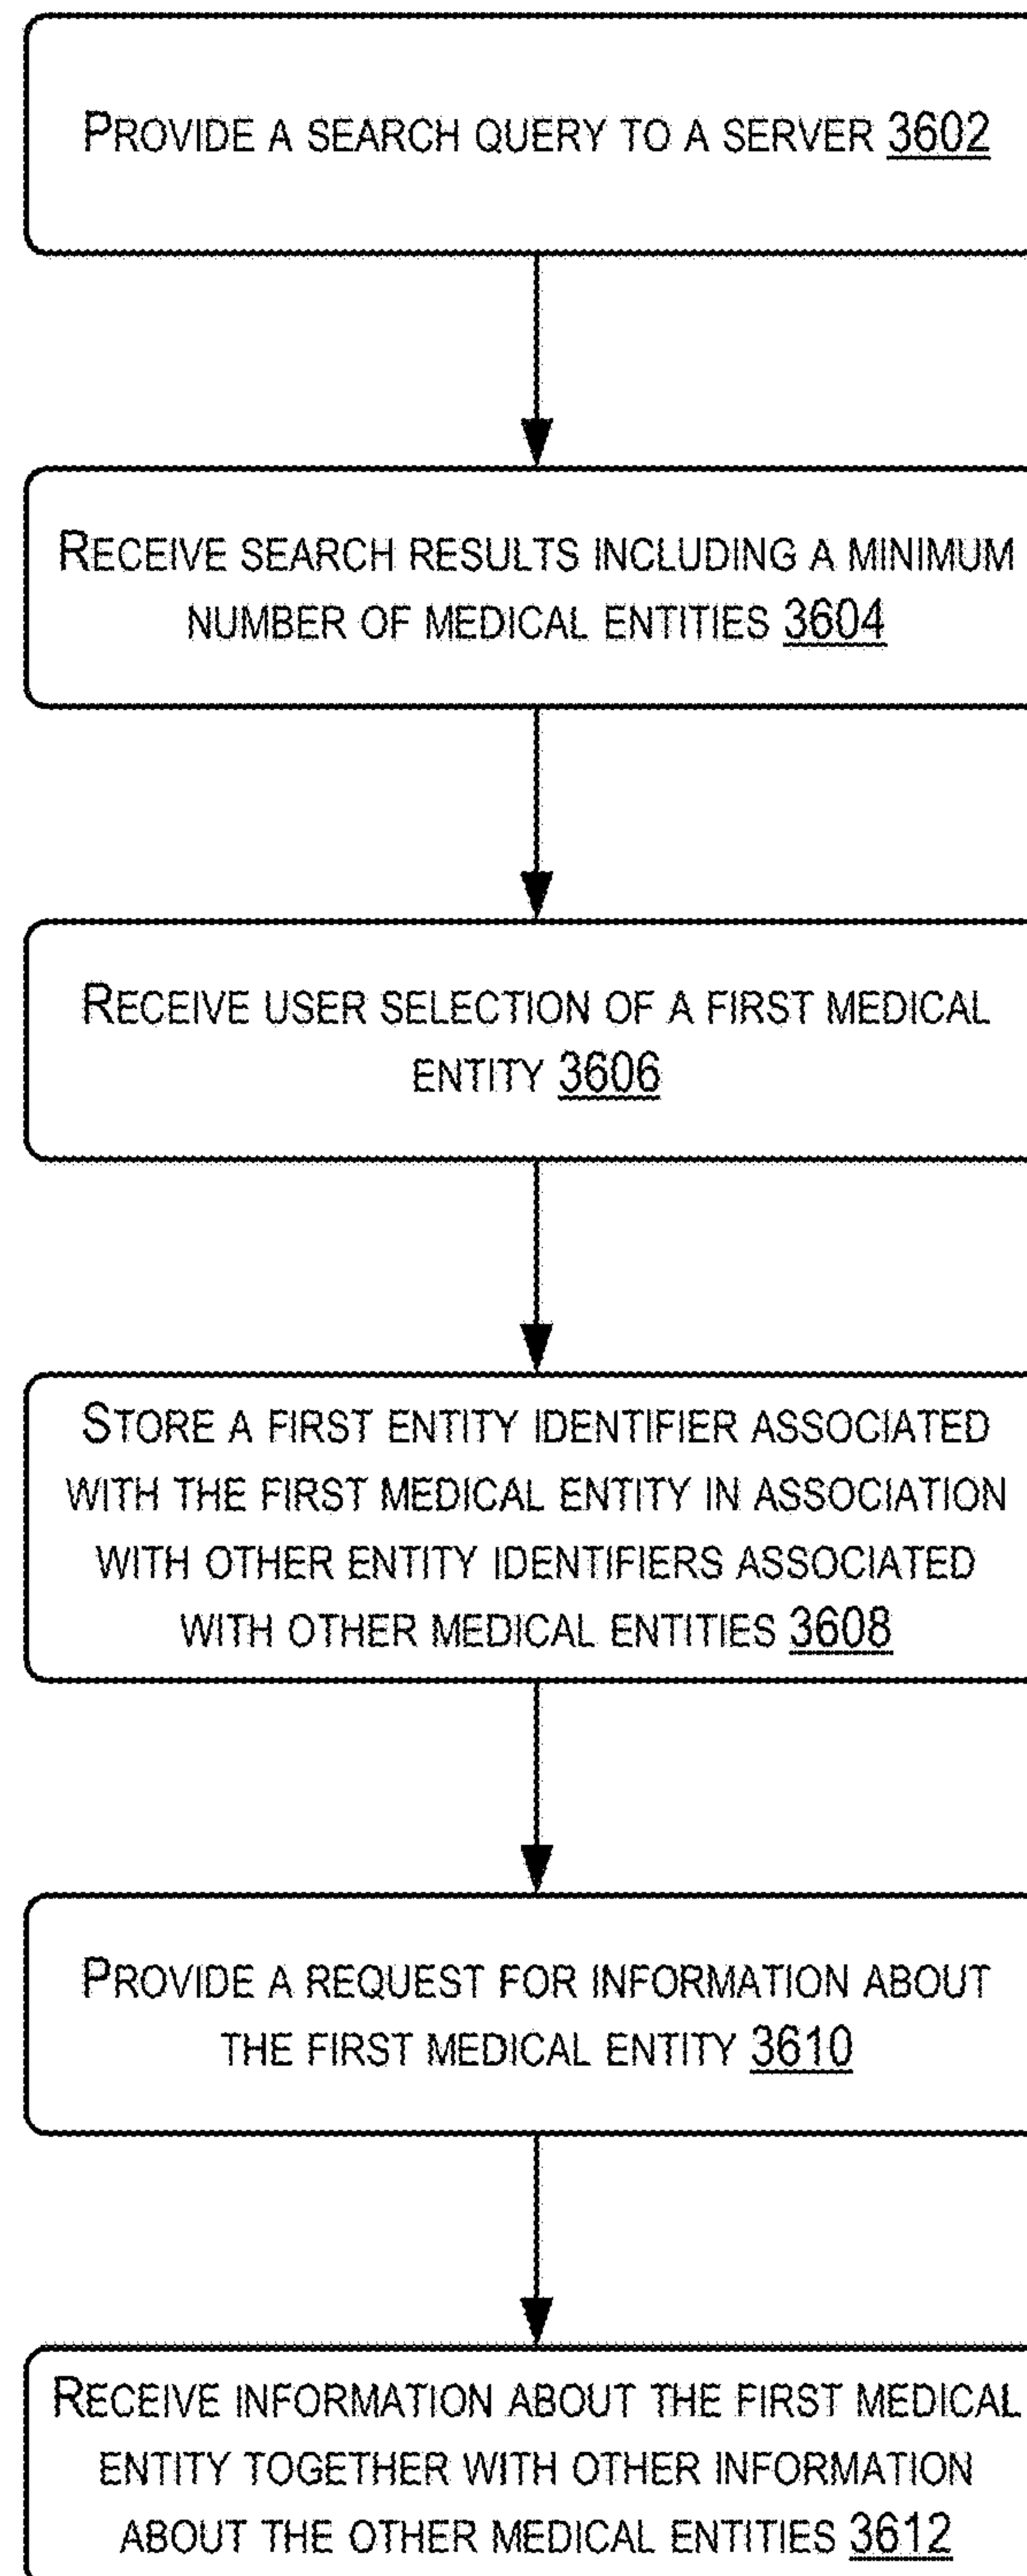 PROVIDE A SEARCH QUERY TO A SERVER 3602
RECEIVE SEARCH RESULTS INCLUDING A MINIMUM
NUMBER OF MEDICAL ENTITIES 3604
RECEIVE USER SELECTION OF A FIRST MEDICAL
ENTITY 3606
STORE A FIRST ENTITY IDENTIFIER ASSOCIATED
WITH THE FIRST MEDICAL ENTITY IN ASSOCIATION
WITH OTHER ENTITY IDENTIFIERS ASSOCIATED
WITH OTHER MEDICAL ENTITIES 3608
PROVIDE A REQUEST FOR INFORMATION ABOUT
THE FIRST MEDICAL ENTITY 3610
RECEIVE INFORMATION ABOUT THE FIRST MEDICAL
ENTITY TOGETHER WITH OTHER INFORMATION
ABOUT THE OTHER MEDICAL ENTITIES 3612